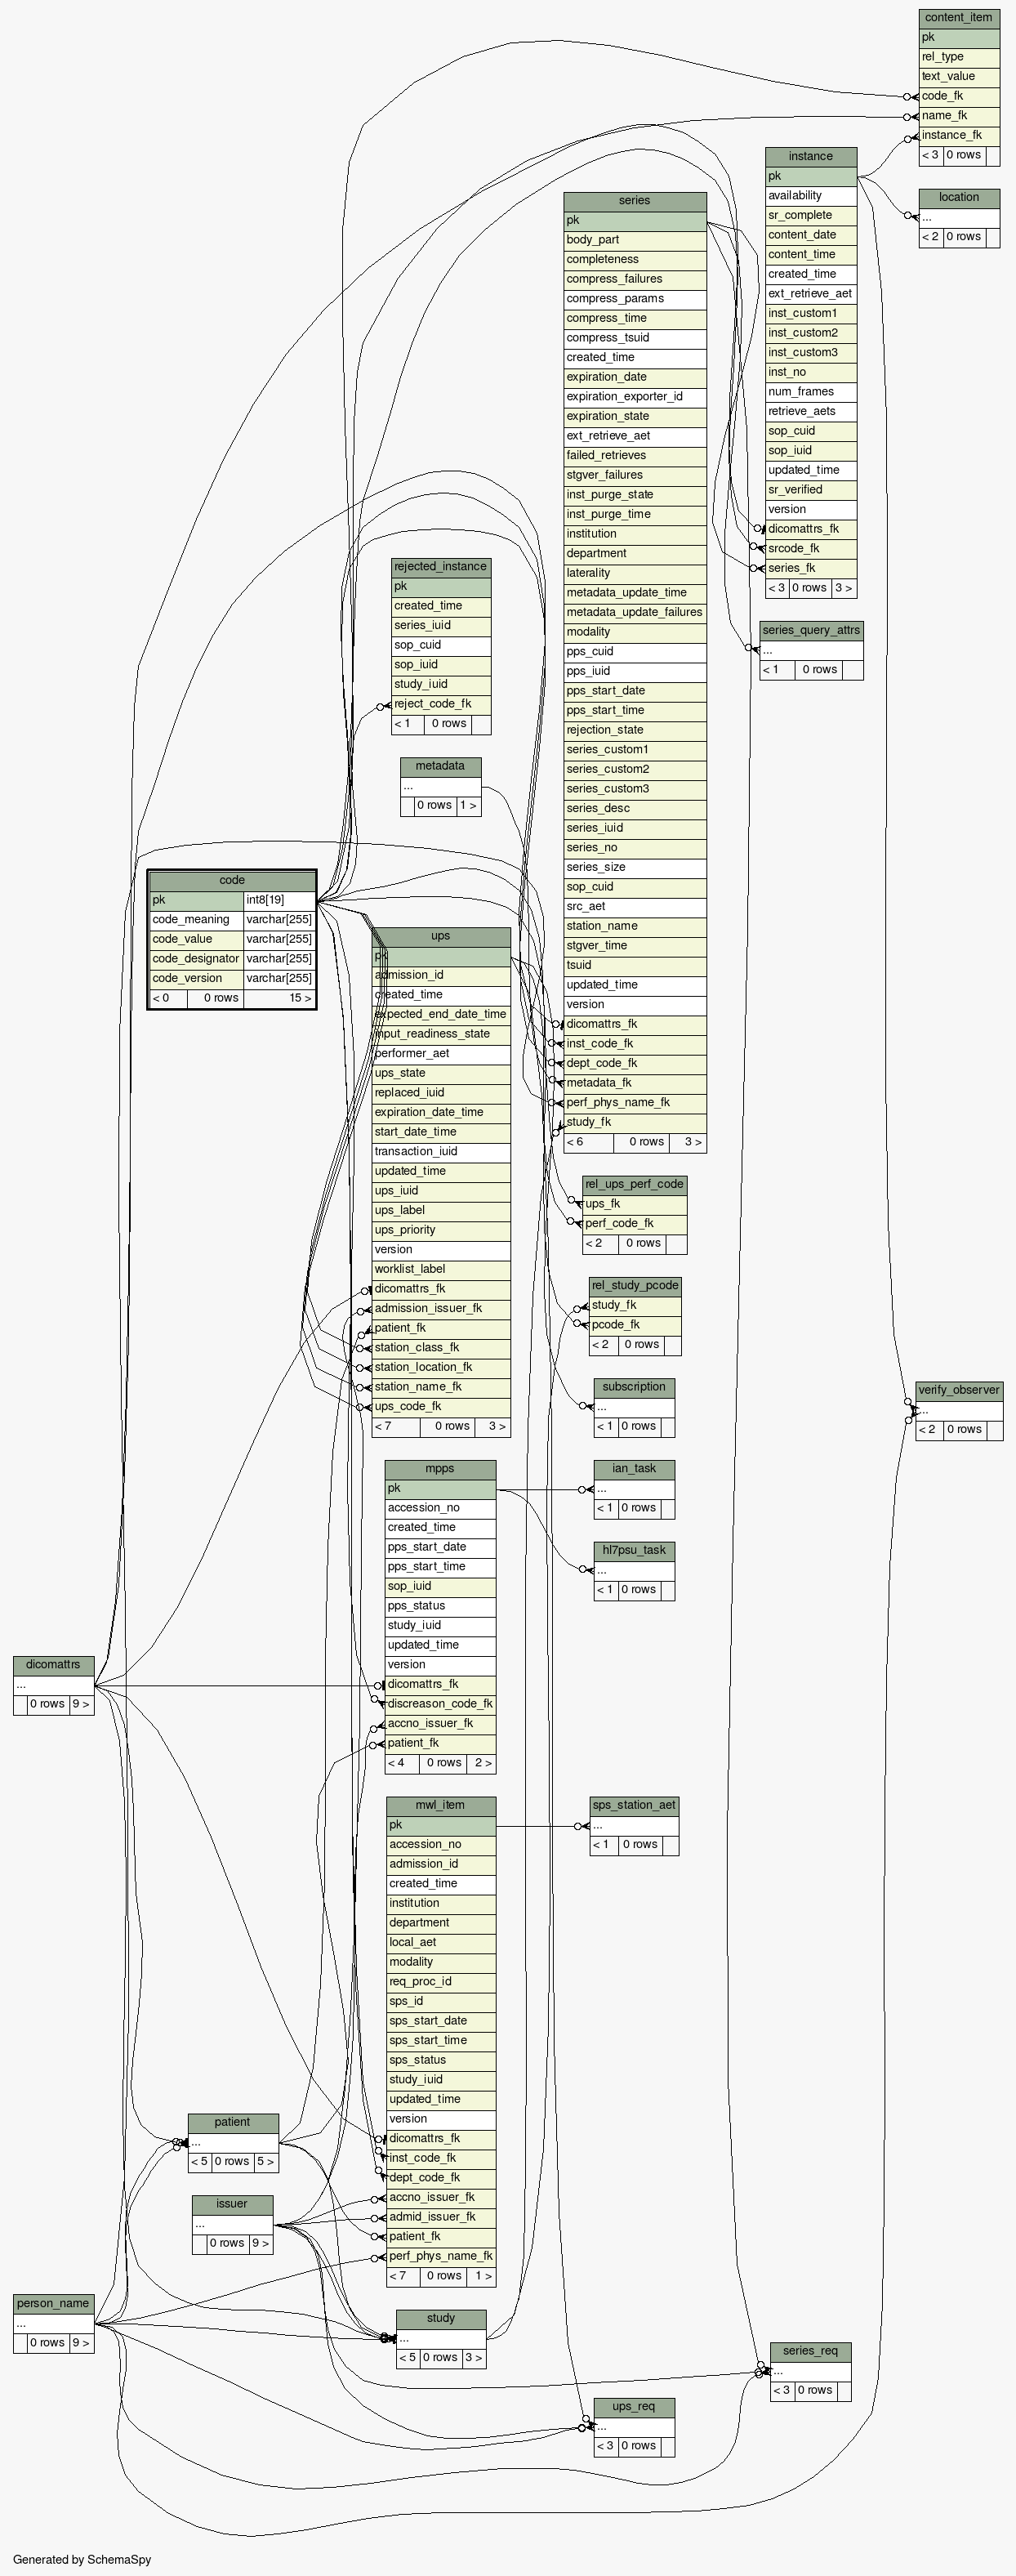 content_item
pk
rel_type
text_value
code_fk
name_fk
instance_fk
< 3 0 rows
instance
pk
availability
sr_complete
content_date
content_time
created_time
ext_retrieve_aet
inst_custom1
inst_custom2
inst_custom3
inst_no
num_frames
retrieve_aets
sop_cuid
sop_iuid
updated_time
sr_verified
version
dicomattrs_fk
srcode_fk
series_fk
< 3 0 rows 3 >
location
...
< 2 0 rows
series
pk
body_part
completeness
compress_failures
compress_params
compress_time
compress_tsuid
created_time
expiration_date
expiration_exporter_id
expiration_state
ext_retrieve_aet
failed_retrieves
stgver_failures
inst_purge_state
inst_purge_time
institution
department
laterality
metadata_update_time
metadata_update_failures
modality
pps_cuid
pps_iuid
pps_start_date
pps_start_time
rejection_state
series_custom1
series_custom2
series_custom3
series_desc
series_iuid
series_no
series_size
sop_cuid
src_aet
station_name
stgver_time
tsuid
updated_time
version
dicomattrs_fk
inst_code_fk
dept_code_fk
metadata_fk
perf_phys_name_fk
study_fk
< 6 0 rows 3 >
series_query_attrs
...
< 1 0 rows
rejected_instance
pk
created_time
series_iuid
sop_cuid
sop_iuid
study_iuid
reject_code_fk
< 1 0 rows
metadata
...
0 rows 1 >
code
pk int8[19]
code_meaning varchar[255]
code_value varchar[255]
code_designator varchar[255]
code_version varchar[255]
< 0 0 rows 15 >
ups
pk
admission_id
created_time
expected_end_date_time
input_readiness_state
performer_aet
ups_state
replaced_iuid
expiration_date_time
start_date_time
transaction_iuid
updated_time
ups_iuid
ups_label
ups_priority
version
worklist_label
dicomattrs_fk
admission_issuer_fk
patient_fk
station_class_fk
station_location_fk
station_name_fk
ups_code_fk
< 7 0 rows 3 >
rel_ups_perf_code
ups_fk
perf_code_fk
< 2 0 rows
rel_study_pcode
study_fk
pcode_fk
< 2 0 rows
subscription
...
< 1 0 rows
verify_observer
...
< 2 0 rows
mpps
pk
accession_no
created_time
pps_start_date
pps_start_time
sop_iuid
pps_status
study_iuid
updated_time
version
dicomattrs_fk
discreason_code_fk
accno_issuer_fk
patient_fk
< 4 0 rows 2 >
ian_task
...
< 1 0 rows
hl7psu_task
...
< 1 0 rows
dicomattrs
...
0 rows 9 >
mwl_item
pk
accession_no
admission_id
created_time
institution
department
local_aet
modality
req_proc_id
sps_id
sps_start_date
sps_start_time
sps_status
study_iuid
updated_time
version
dicomattrs_fk
inst_code_fk
dept_code_fk
accno_issuer_fk
admid_issuer_fk
patient_fk
perf_phys_name_fk
< 7 0 rows 1 >
sps_station_aet
...
< 1 0 rows
patient
...
< 5 0 rows 5 >
issuer
...
0 rows 9 >
person_name
...
0 rows 9 >
study
...
< 5 0 rows 3 >
series_req
...
< 3 0 rows
ups_req
...
< 3 0 rows
Generated by SchemaSpy